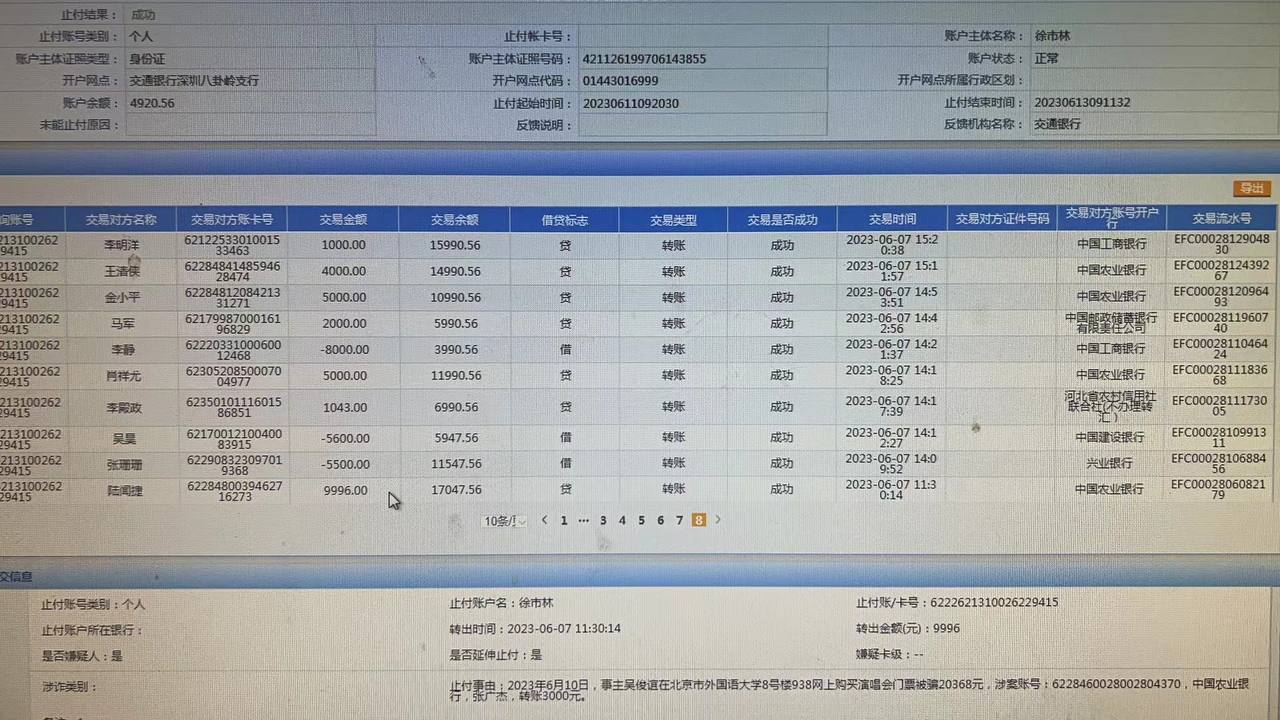 止付结果： 成功
止付账号类别： 个人 止付帐卡号： 账户主体名称： 徐市林
账户主体证照类型： 身份证 账户主体证照号码： 421126199706143855 账户状态： 正常
开户网点： 交通银行深圳八卦岭支行 开户网点代码： 01443016999 开户网点所属行政区划：
账户余额： 4920.56 止付起始时间： 20230611092030 止付结束时间： 20230613091132
未能止付原因： 反馈说明： 反馈机构名称： 交通银行
导出
询账号 交易对方名称 交易对方账卡号 交易金额 交易余额 借贷标志 交易类型 交易是否成功 交易时间 交易对方证件号码 交易对方账号开户行 交易流水号
21310026229415 李明洋 6212253301001533463 1000.00 15990.56 贷 转账 成功 2023-06-07 15:20:38 中国工商银行 EFC0002812904830
21310026229415 王清侠 6228484148594628474 4000.00 14990.56 贷 转账 成功 2023-06-07 15:11:57 中国农业银行 EFC0002812439267
21310026229415 金小平 6228481208421331271 5000.00 10990.56 贷 转账 成功 2023-06-07 14:53:51 中国农业银行 EFC0002812096493
21310026229415 马军 6217998700016196829 2000.00 5990.56 贷 转账 成功 2023-06-07 14:42:56 中国邮政储蓄银行有限责任公司 EFC0002811960740
21310026229415 李静 6222033100060012468 -8000.00 3990.56 借 转账 成功 2023-06-07 14:21:37 中国工商银行 EFC0002811046424
21310026229415 肖祥尤 6230520850007004977 5000.00 11990.56 贷 转账 成功 2023-06-07 14:18:25 中国农业银行 EFC0002811183668
21310026229415 李殿政 6235010111601586851 1043.00 6990.56 贷 转账 成功 2023-06-07 14:17:39 河北省农村信用社联合社(不办理转汇） EFC0002811173005
21310026229415 吴昊 6217001210040083915 -5600.00 5947.56 借 转账 成功 2023-06-07 14:12:27 中国建设银行 EFC0002810991311
21310026229415 张珊珊 622908323097019368 -5500.00 11547.56 借 转账 成功 2023-06-07 14:09:52 兴业银行 EFC0002810688456
21310026229415 陆闻捷 6228480039462716273 9996.00 17047.56 贷 转账 成功 2023-06-07 11:30:14 中国农业银行 EFC0002806082179
10条/ < 1 ··· 3 4 5 6 7 8 >
交信息
止付账号类别：个人 止付账户名：徐市林 止付账/卡号：6222621310026229415
止付账户所在银行： 转出时间：2023-06-07 11:30:14 转出金额(元)：9996
是否嫌疑人：是 是否延伸止付：是 嫌疑卡级：--
涉诈类别： 止付事由：2023年6月10日，事主吴俊谊在北京市外国语大学8号楼938网上购买演唱会门票被骗20368元，涉案账号：6228460028002804370，中国农业银
行，张广杰，转账3000元。